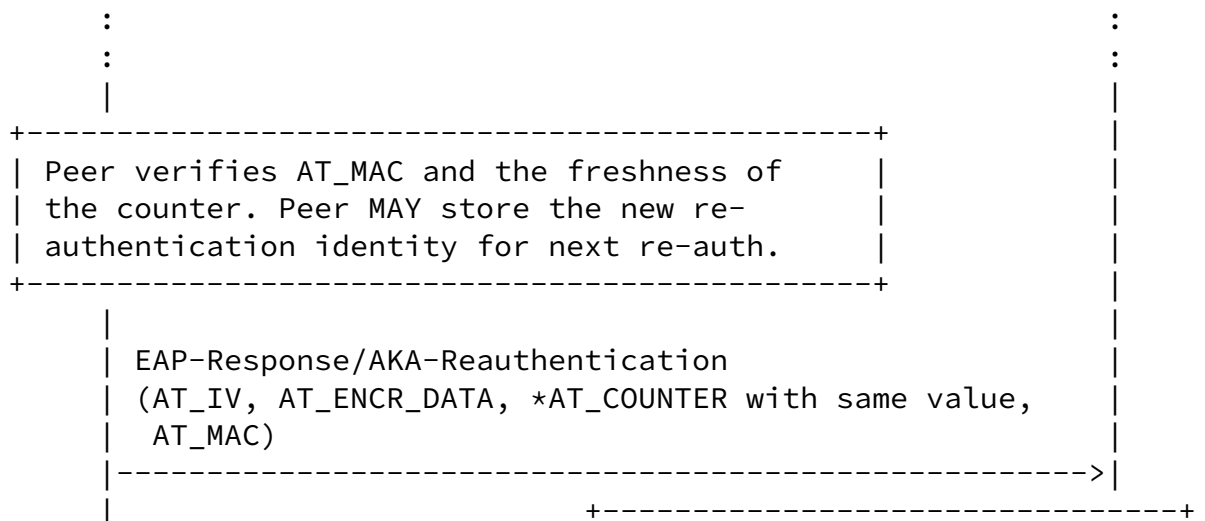 :                                                       :
:                                                       :
|                                                       |
+-----------------------------------------------+       |
| Peer verifies AT_MAC and the freshness of     |       |
| the counter. Peer MAY store the new re-       |       |
| authentication identity for next re-auth.     |       |
+-----------------------------------------------+       |
|                                                       |
| EAP-Response/AKA-Reauthentication                     |
| (AT_IV, AT_ENCR_DATA, *AT_COUNTER with same value,    |
|  AT_MAC)                                              |
|------------------------------------------------------>|
|                          +--------------------------------+